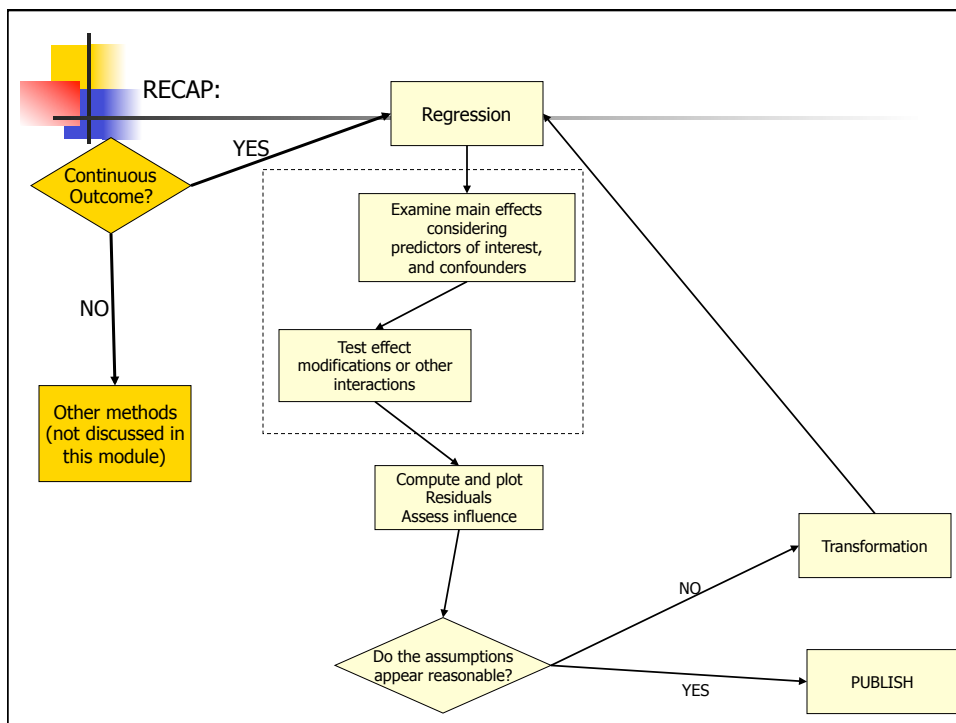 RECAP:
Regression
YES
Continuous
Outcome?
Examine main effects
considering
predictors of interest,
and confounders
NO
Test effect
modifications or other
interactions
Other methods
(not discussed in
this module)
Compute and plot
Residuals
Assess influence
Transformation
NO
Do the assumptions
appear reasonable?
YES
PUBLISH